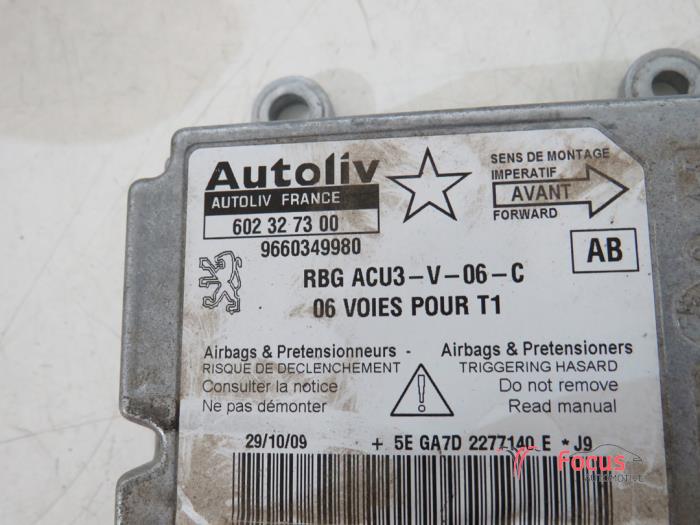 Autoliv
AUTOLIV FRANCE
602 32 73 00
9660349980
SENS DE MONTAGE
IMPERATIF
AVANT
FORWARD
AB
RBG ACU3-V-06-C
06 VOIES POUR T1
Airbags & Pretensionneurs -
RISQUE DE DECLENCHEMENT
Consulter la notice
Ne pas démonter
Airbags & Pretensioners
TRIGGERING HASARD
Do not remove
Read manual
29/10/09 + 5E GA7D 2277140 E * J9
Focus
AUTOMOTIVE